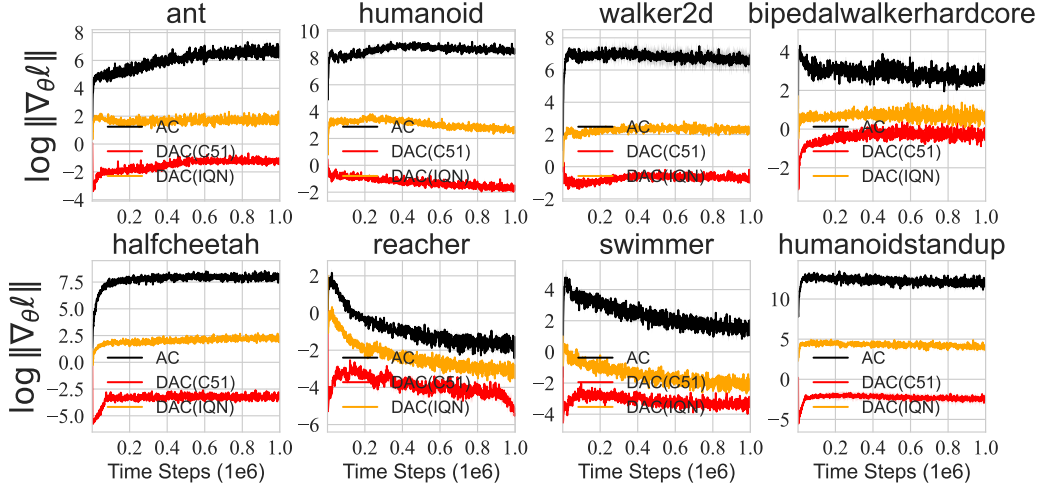 ant humanoid walker2d bipedalwalkerhardcore
log ‖∇θℓ‖
8 6 4 2 0 −2 −4
AC
DAC(C51)
DAC(IQN)
0.2 0.4 0.6 0.8 1.0
10 8 6 4 2 0 −2
AC
DAC(C51)
DAC(IQN)
0.2 0.4 0.6 0.8 1.0
8 6 4 2 0 −2
AC
DAC(C51)
DAC(IQN)
0.2 0.4 0.6 0.8 1.0
4 2 0 −2
AC
DAC(C51)
DAC(IQN)
0.2 0.4 0.6 0.8 1.0
halfcheetah reacher swimmer humanoidstandup
log ‖∇θℓ‖
7.5 5.0 2.5 0.0 −2.5 −5.0
AC
DAC(C51)
DAC(IQN)
0.2 0.4 0.6 0.8 1.0
Time Steps (1e6)
2 0 −2 −4 −6
AC
DAC(C51)
DAC(IQN)
0.2 0.4 0.6 0.8 1.0
Time Steps (1e6)
4 2 0 −2 −4
AC
DAC(C51)
DAC(IQN)
0.2 0.4 0.6 0.8 1.0
Time Steps (1e6)
10 5 0 −5
AC
DAC(C51)
DAC(IQN)
0.2 0.4 0.6 0.8 1.0
Time Steps (1e6)